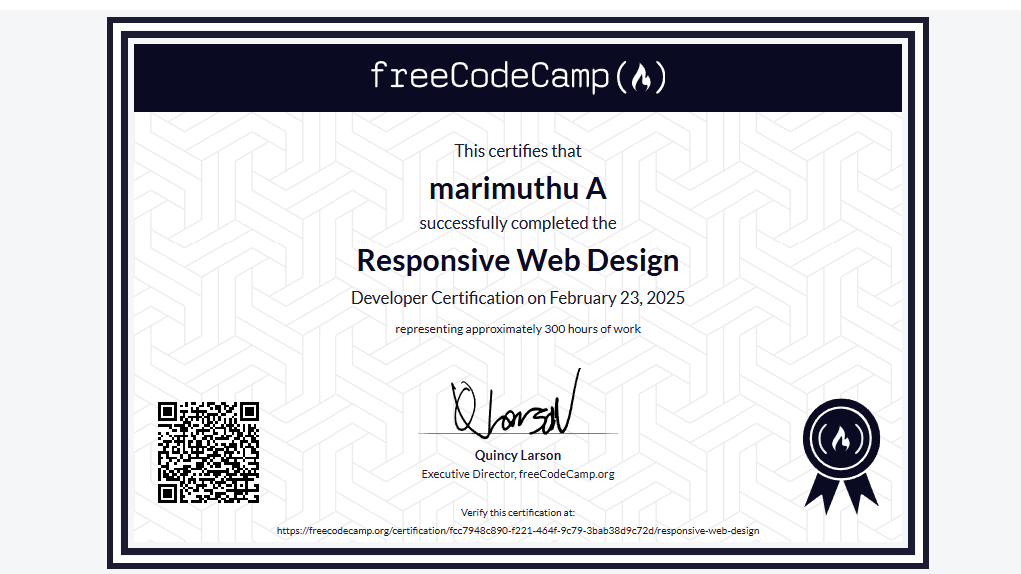 freeCodeCamp
This certifies that
marimuthu A
successfully completed the
Responsive Web Design
Developer Certification on February 23, 2025
representing approximately 300 hours of work
Quincy Larson
Executive Director, freeCodeCamp.org
Verify this certification at:
https://freecodecamp.org/certification/fcc7948c890-f221-464f-9c79-3bab38d9c72d/responsive-web-design